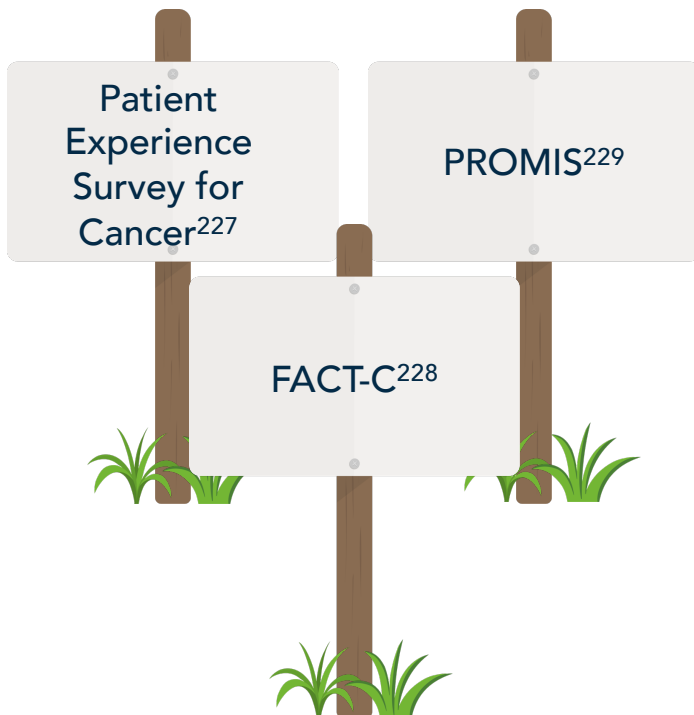 Patient
Experience
Survey for
Cancer²²⁷
PROMIS²²⁹
FACT-C²²⁸